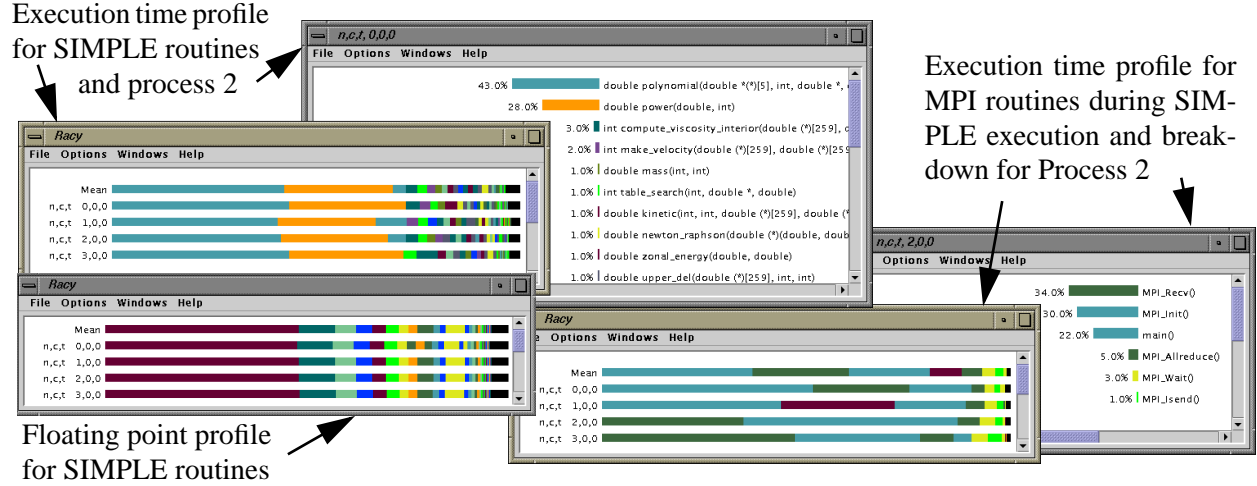 Execution time profile
for SIMPLE routines
and process 2
n,c,t, 0,0,0
File Options Windows Help
43.0% double polynomial(double *(*)[5], int, double *,
28.0% double power(double, int)
3.0% int compute_viscosity_interior(double (*)[259],
2.0% int make_velocity(double (*)[259], double (*)[259
1.0% double mass(int, int)
1.0% int table_search(int, double *, double)
1.0% double kinetic(int, int, double (*)[259], double (*
1.0% double newton_raphson(double (*)(double, doub
1.0% double zonal_energy(double, double)
1.0% double upper_del(double (*)[259], int, int)
Racy
File Options Windows Help
Mean
n,c,t 0,0,0
n,c,t 1,0,0
n,c,t 2,0,0
n,c,t 3,0,0
Racy
File Options Windows Help
Mean
n,c,t 0,0,0
n,c,t 1,0,0
n,c,t 2,0,0
n,c,t 3,0,0
Floating point profile
for SIMPLE routines
Execution time profile for
MPI routines during SIM-
PLE execution and break-
down for Process 2
n,c,t, 2,0,0
Options Windows Help
34.0% MPI_Recv()
30.0% MPI_Init()
22.0% main()
5.0% MPI_Allreduce()
3.0% MPI_Wait()
1.0% MPI_Isend()
Racy
e Options Windows Help
Mean
n,c,t 0,0,0
n,c,t 1,0,0
n,c,t 2,0,0
n,c,t 3,0,0